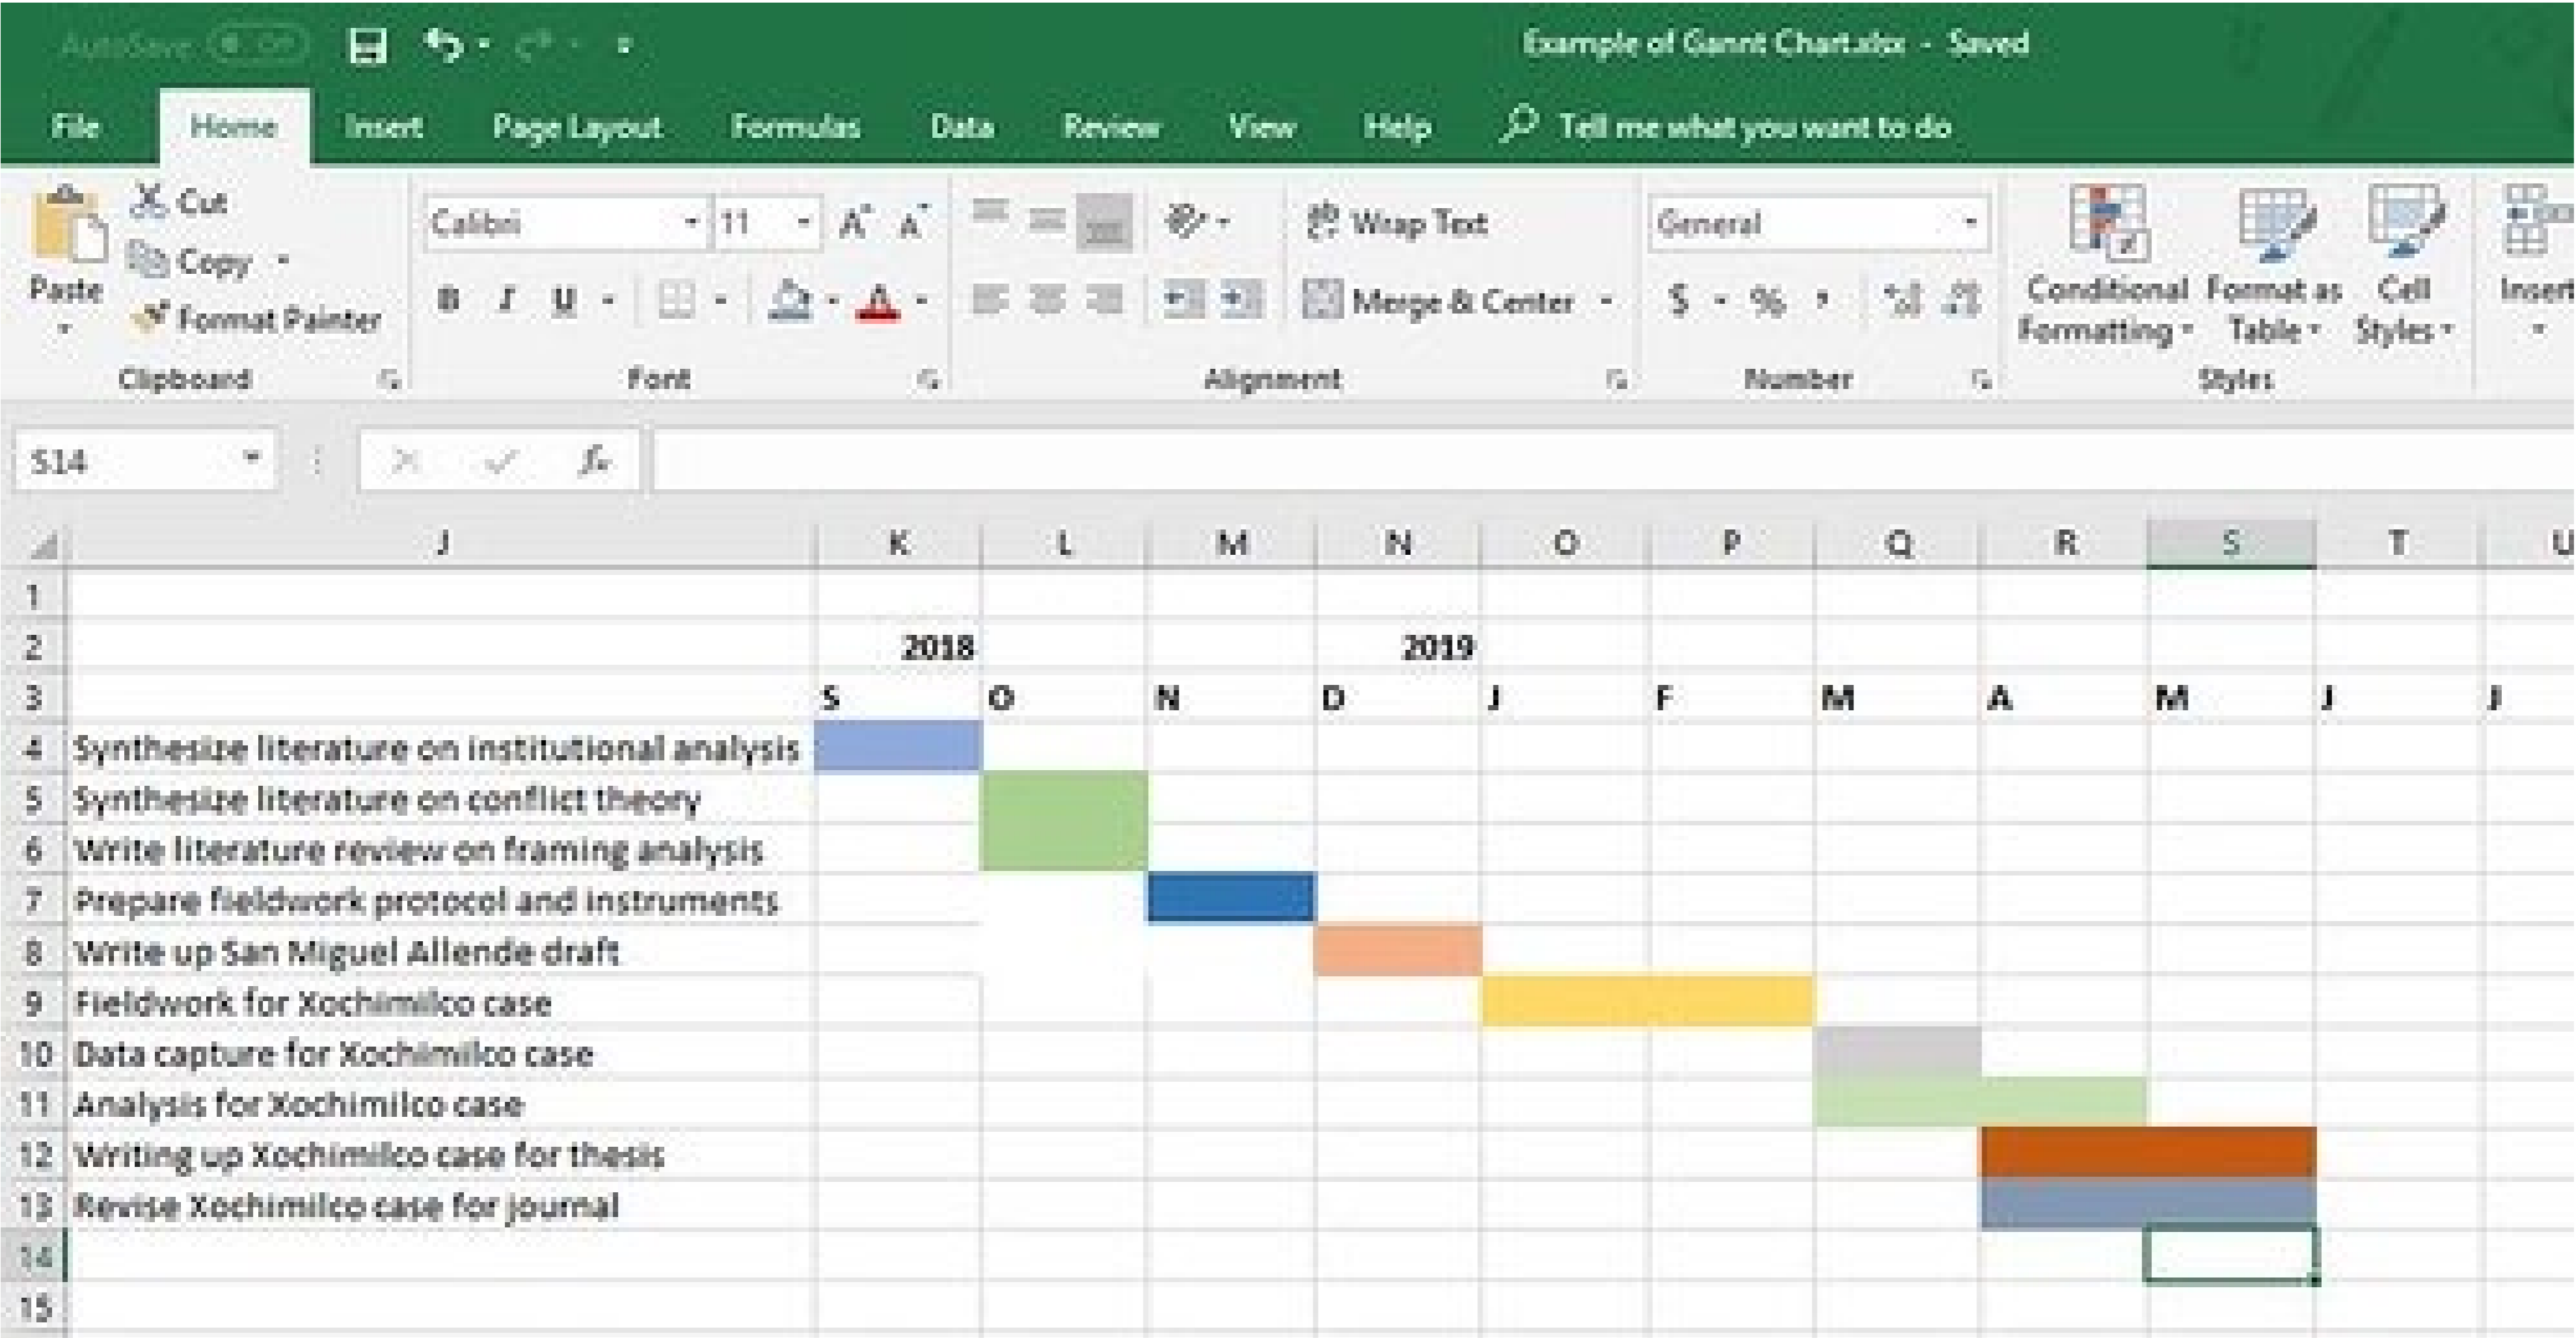 AutoSave Off
Example of Gannt Chart.xlsx - Saved
File Home Insert Page Layout Formulas Data Review View Help Tell me what you want to do
Paste
Cut
Copy
Format Painter
Clipboard
Calibri 11
B I U
Font
Wrap Text
Merge & Center
Alignment
General
$ % ,
Number
Conditional Formatting
Format as Table
Cell Styles
Styles
Insert
S14 fx
J K L M N O P Q R S T U
1
2 2018 2019
3 S O N D J F M A M J J
4 Synthesize literature on institutional analysis
5 Synthesize literature on conflict theory
6 Write literature review on framing analysis
7 Prepare fieldwork protocol and instruments
8 Write up San Miguel Allende draft
9 Fieldwork for Xochimilco case
10 Data capture for Xochimilco case
11 Analysis for Xochimilco case
12 Writing up Xochimilco case for thesis
13 Revise Xochimilco case for journal
14
15